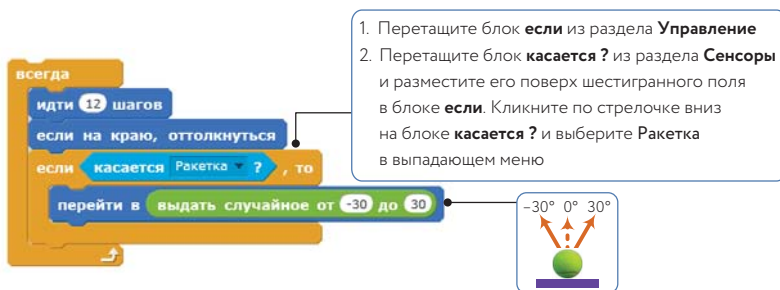 1. Перетащите блок если из раздела Управление
2. Перетащите блок касается ? из раздела Сенсоры
и разместите его поверх шестигранного поля
в блоке если. Кликните по стрелочке вниз
на блоке касается ? и выберите Ракетка
в выпадающем меню
всегда
идти 12 шагов
если на краю, оттолкнуться
если касается Ракетка ? , то
перейти в выдать случайное от -30 до 30
–30° 0° 30°